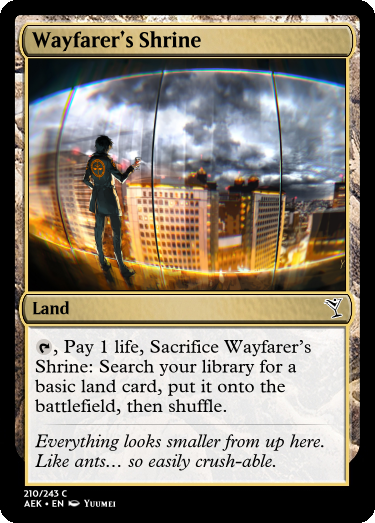 Wayfarer's Shrine
Land
, Pay 1 life, Sacrifice Wayfarer's
Shrine: Search your library for a
basic land card, put it onto the
battlefield, then shuffle.
Everything looks smaller from up here.
Like ants… so easily crush-able.
210/243 C
AEK • EN Yuumei